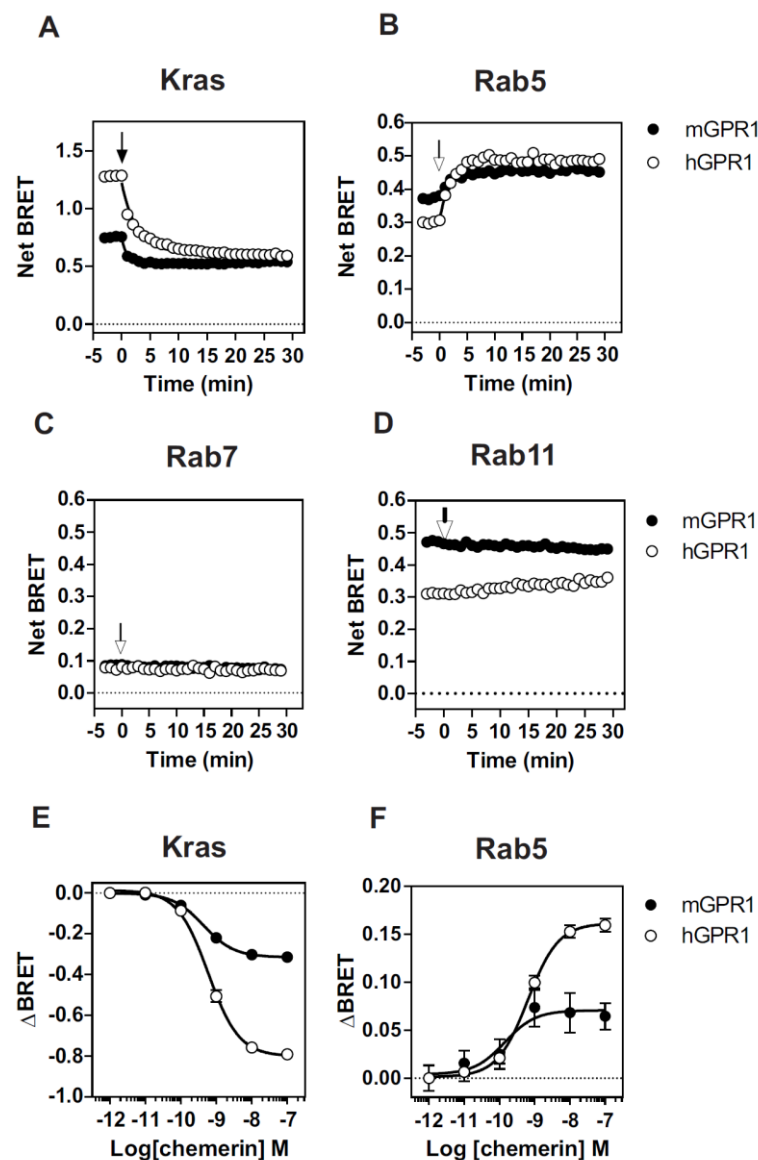 A
Kras
Net BRET
1.5
1.0
0.5
0.0
-5 0 5 10 15 20 25 30
Time (min)
B
Rab5
Net BRET
0.6
0.5
0.4
0.3
0.2
0.1
0.0
-5 0 5 10 15 20 25 30
Time (min)
mGPR1
hGPR1
C
Rab7
Net BRET
0.6
0.5
0.4
0.3
0.2
0.1
0.0
-5 0 5 10 15 20 25 30
Time (min)
D
Rab11
Net BRET
0.6
0.5
0.4
0.3
0.2
0.1
0.0
-5 0 5 10 15 20 25 30
Time (min)
mGPR1
hGPR1
E
Kras
△BRET
0.0
-0.2
-0.4
-0.6
-0.8
-1.0
-12 -11 -10 -9 -8 -7
Log[chemerin] M
F
Rab5
△BRET
0.20
0.15
0.10
0.05
0.00
-12 -11 -10 -9 -8 -7
Log [chemerin] M
mGPR1
hGPR1